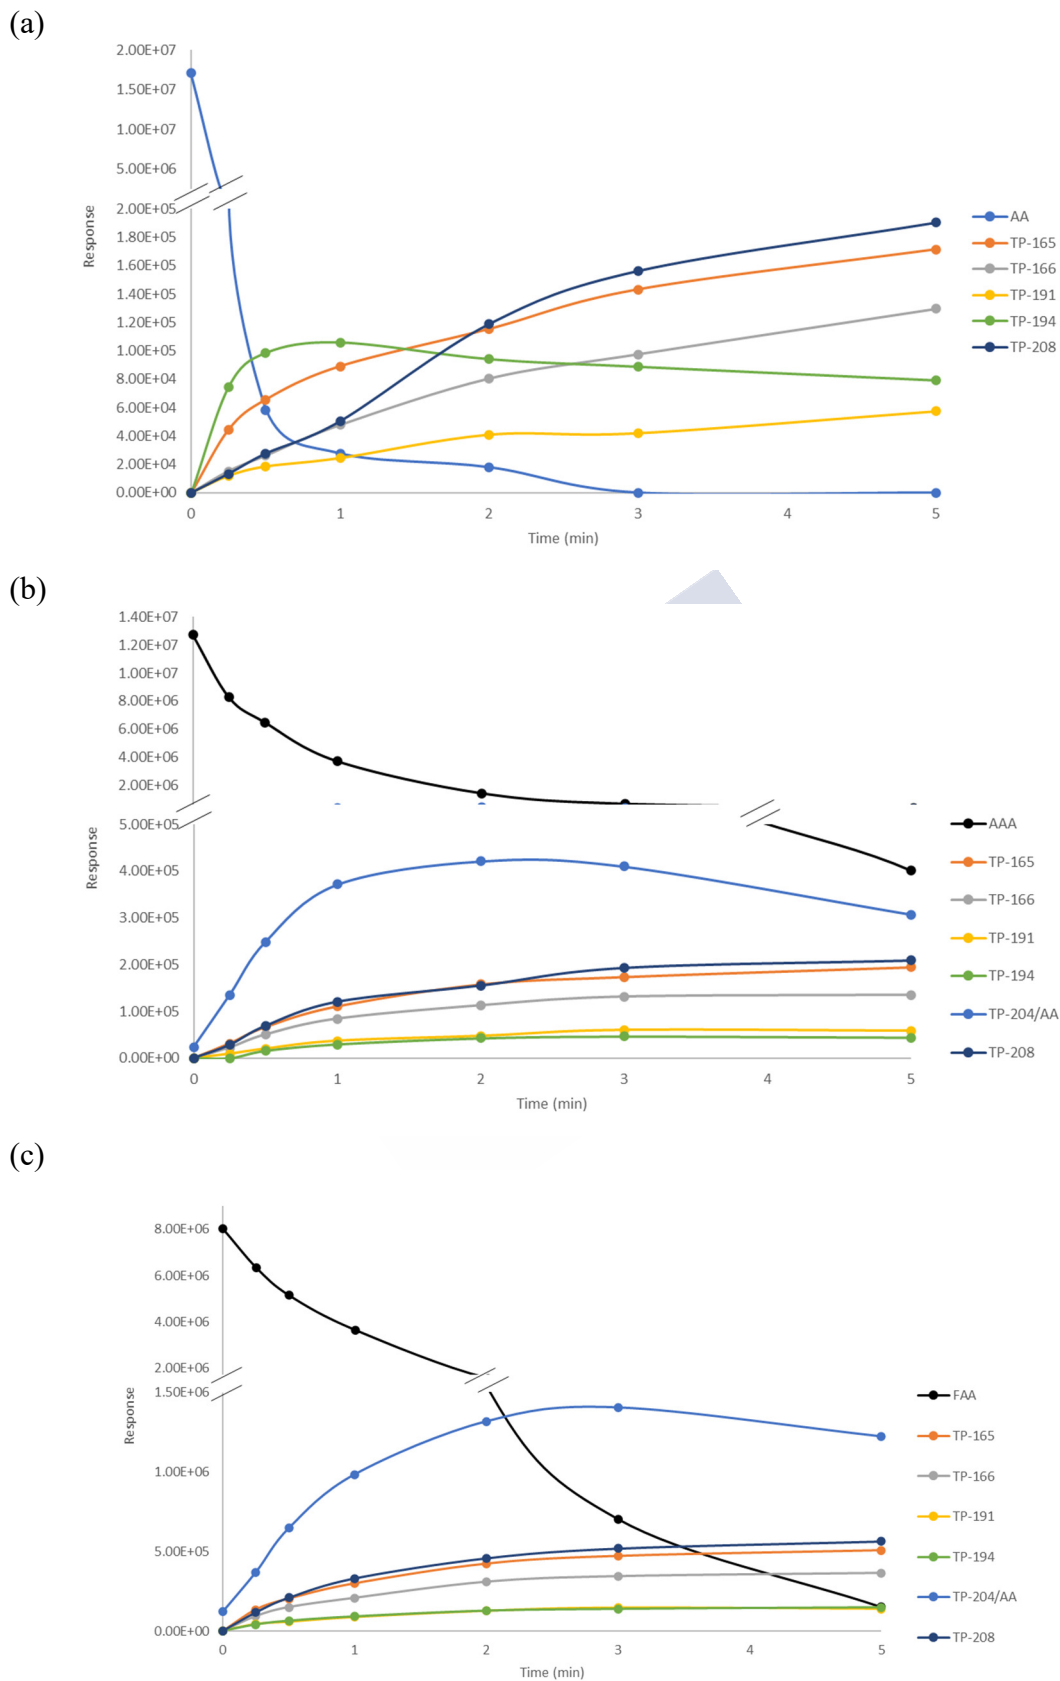 (a)
2.00E+07
1.50E+07
1.00E+07
5.00E+06
2.00E+05
1.80E+05
1.60E+05
1.40E+05
1.20E+05
1.00E+05
8.00E+04
6.00E+04
4.00E+04
2.00E+04
0.00E+00
Response
0 1 2 3 4 5
Time (min)
AA
TP-165
TP-166
TP-191
TP-194
TP-208
(b)
1.40E+07
1.20E+07
1.00E+07
8.00E+06
6.00E+06
4.00E+06
2.00E+06
5.00E+05
4.00E+05
3.00E+05
2.00E+05
1.00E+05
0.00E+00
Response
0 1 2 3 4 5
Time (min)
AAA
TP-165
TP-166
TP-191
TP-194
TP-204/AA
TP-208
(c)
8.00E+06
6.00E+06
4.00E+06
2.00E+06
1.50E+06
1.00E+06
5.00E+05
0.00E+00
Response
0 1 2 3 4 5
Time (min)
FAA
TP-165
TP-166
TP-191
TP-194
TP-204/AA
TP-208